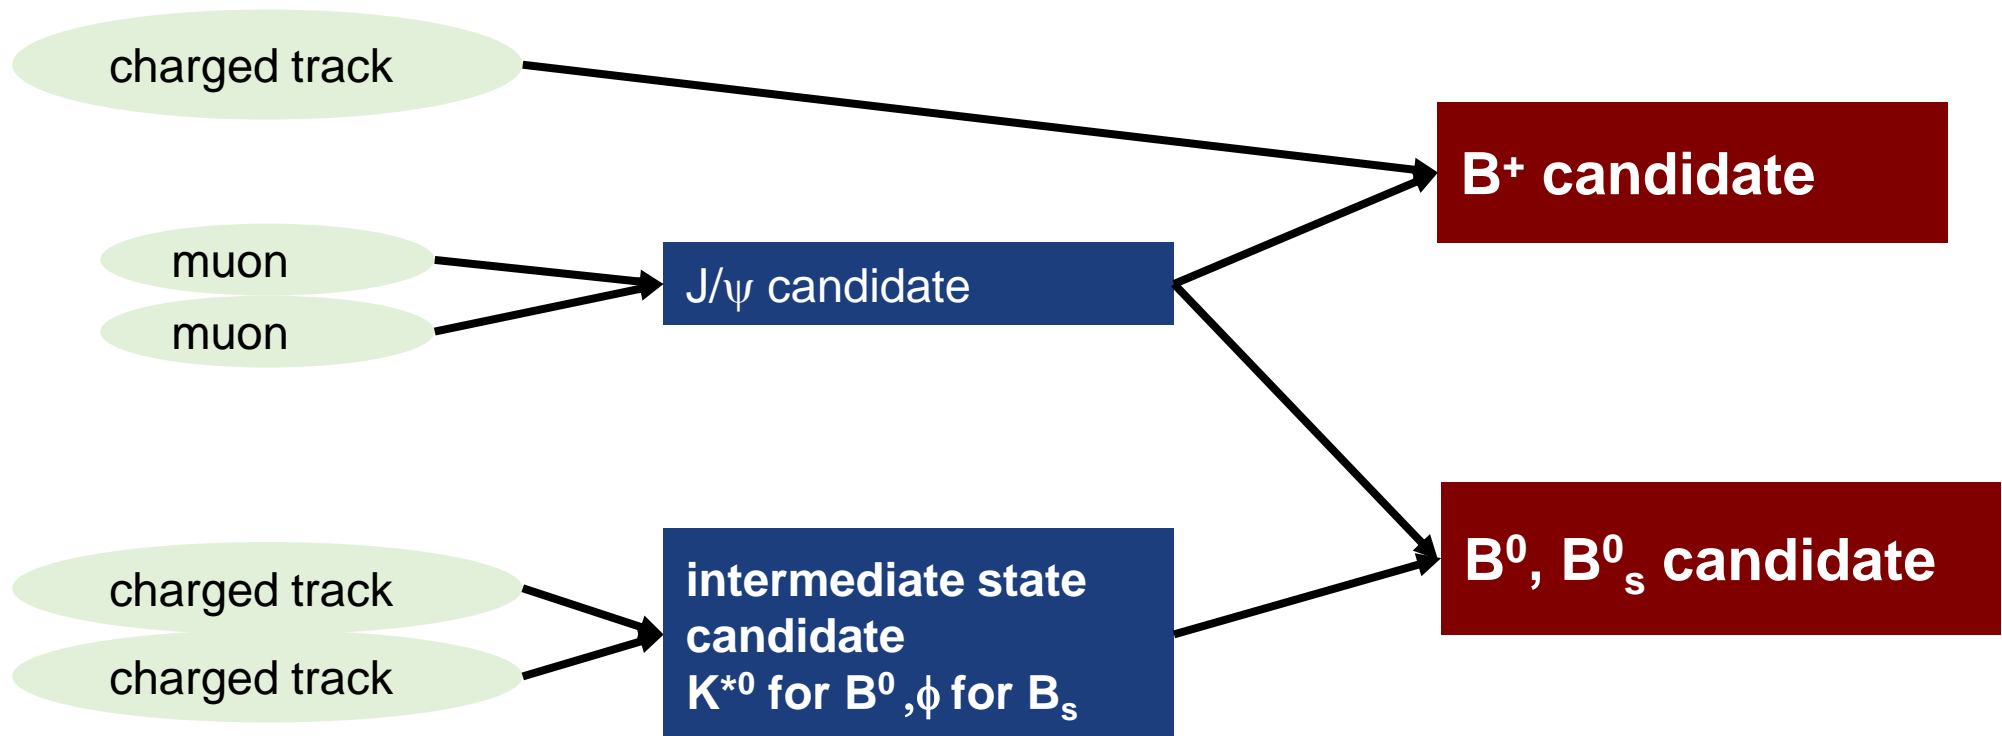 charged track
B⁺ candidate
muon
J/ψ candidate
muon
charged track
charged track
intermediate state
candidate
K*⁰ for B⁰ ,ϕ for Bₛ
B⁰, B⁰ₛ candidate